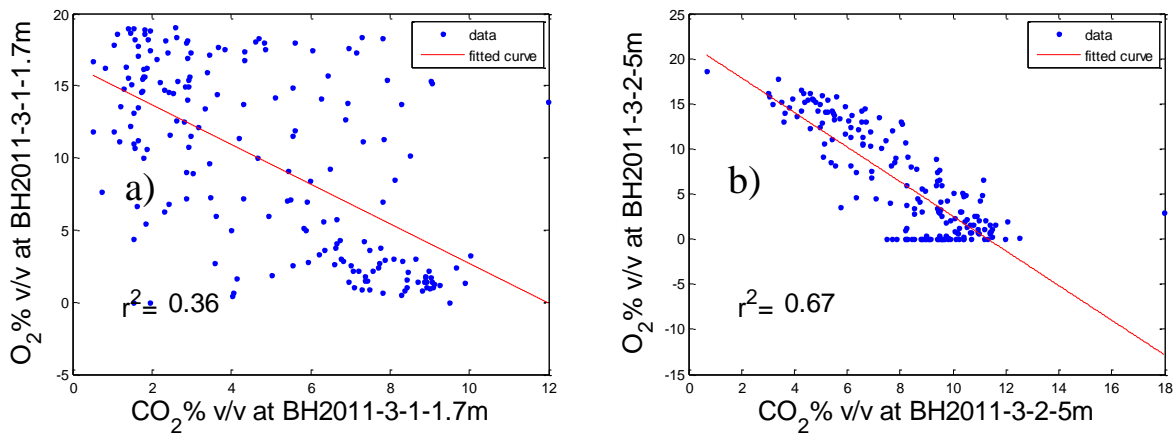 O2% v/v at BH2011-3-1-1.7m
20
15
10
5
0
-5
data
fitted curve
a)
r2= 0.36
0 2 4 6 8 10 12
CO2% v/v at BH2011-3-1-1.7m
O2% v/v at BH2011-3-2-5m
25
20
15
10
5
0
-5
-10
-15
data
fitted curve
b)
r2= 0.67
0 2 4 6 8 10 12 14 16 18
CO2% v/v at BH2011-3-2-5m